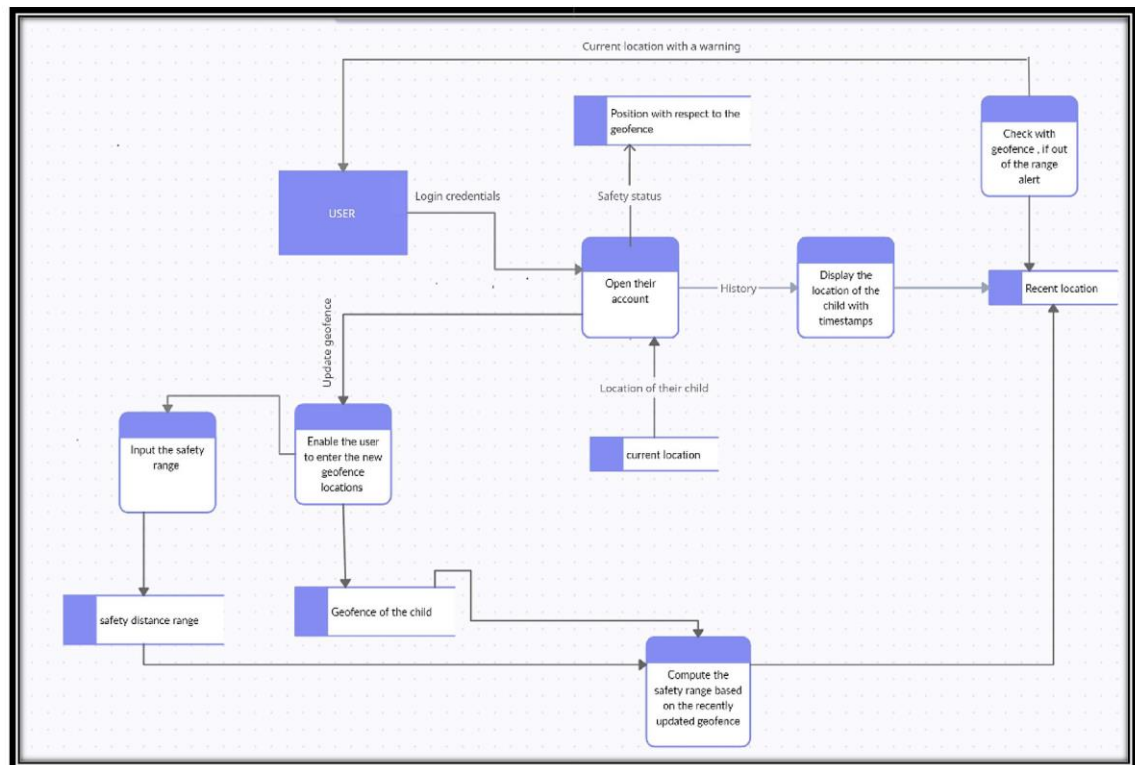 Current location with a warning
Position with respect to the
geofence
Check with
geofence , if out
of the range
alert
USER
Login credentials
Safety status
Open their
account
History
Display the
location of the
child with
timestamps
Recent location
Update geofence
Location of their child
current location
Input the safety
range
Enable the user
to enter the new
geofence
locations
safety distance range
Geofence of the child
Compute the
safety range based
on the recently
updated geofence